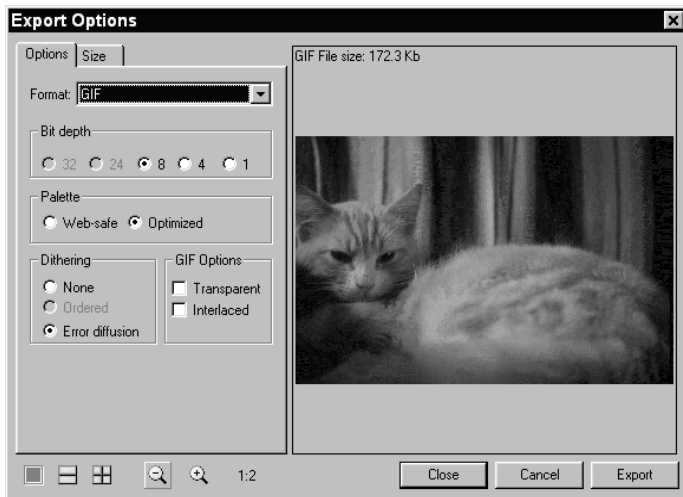 Export Options
Options Size
GIF File size: 172.3 Kb
Format: GIF
Bit depth
32 24 8 4 1
Palette
Web-safe Optimized
Dithering
None
Ordered
Error diffusion
GIF Options
Transparent
Interlaced
1:2
Close Cancel Export